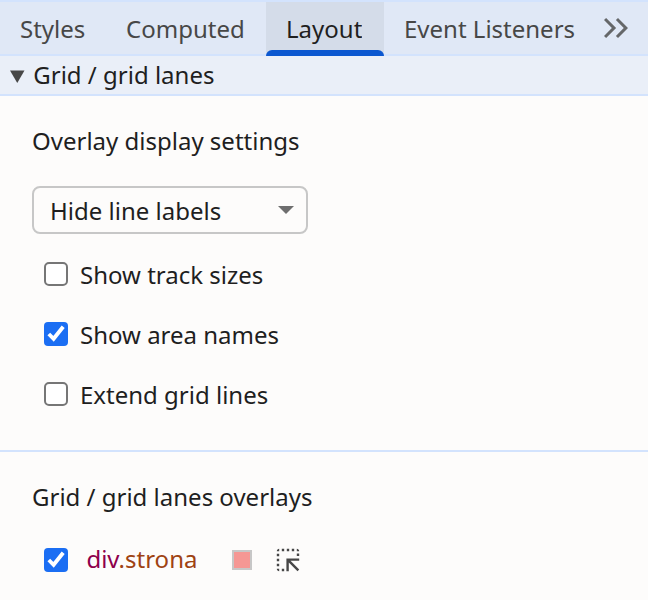 Styles Computed Layout Event Listeners
Grid / grid lanes
Overlay display settings
Hide line labels
Show track sizes
Show area names
Extend grid lines
Grid / grid lanes overlays
div.strona